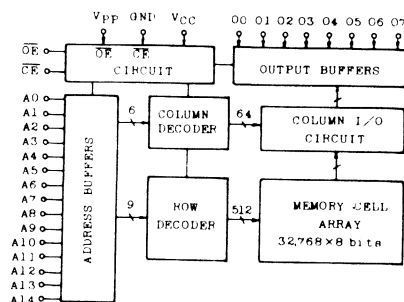 VPP GND VCC
O0 O1 O2 O3 O4 O5 O6 O7
OE
CE
OE CE
CIRCUIT
OUTPUT BUFFERS
A0
A1
A2
A3
A4
A5
A6
A7
A8
A9
A10
A11
A12
A13
A14
ADDRESS BUFFERS
6
COLUMN
DECODER
64
COLUMN I/O
CIRCUIT
9
ROW
DECODER
512
MEMORY CELL
ARRAY
32,768×8 bits